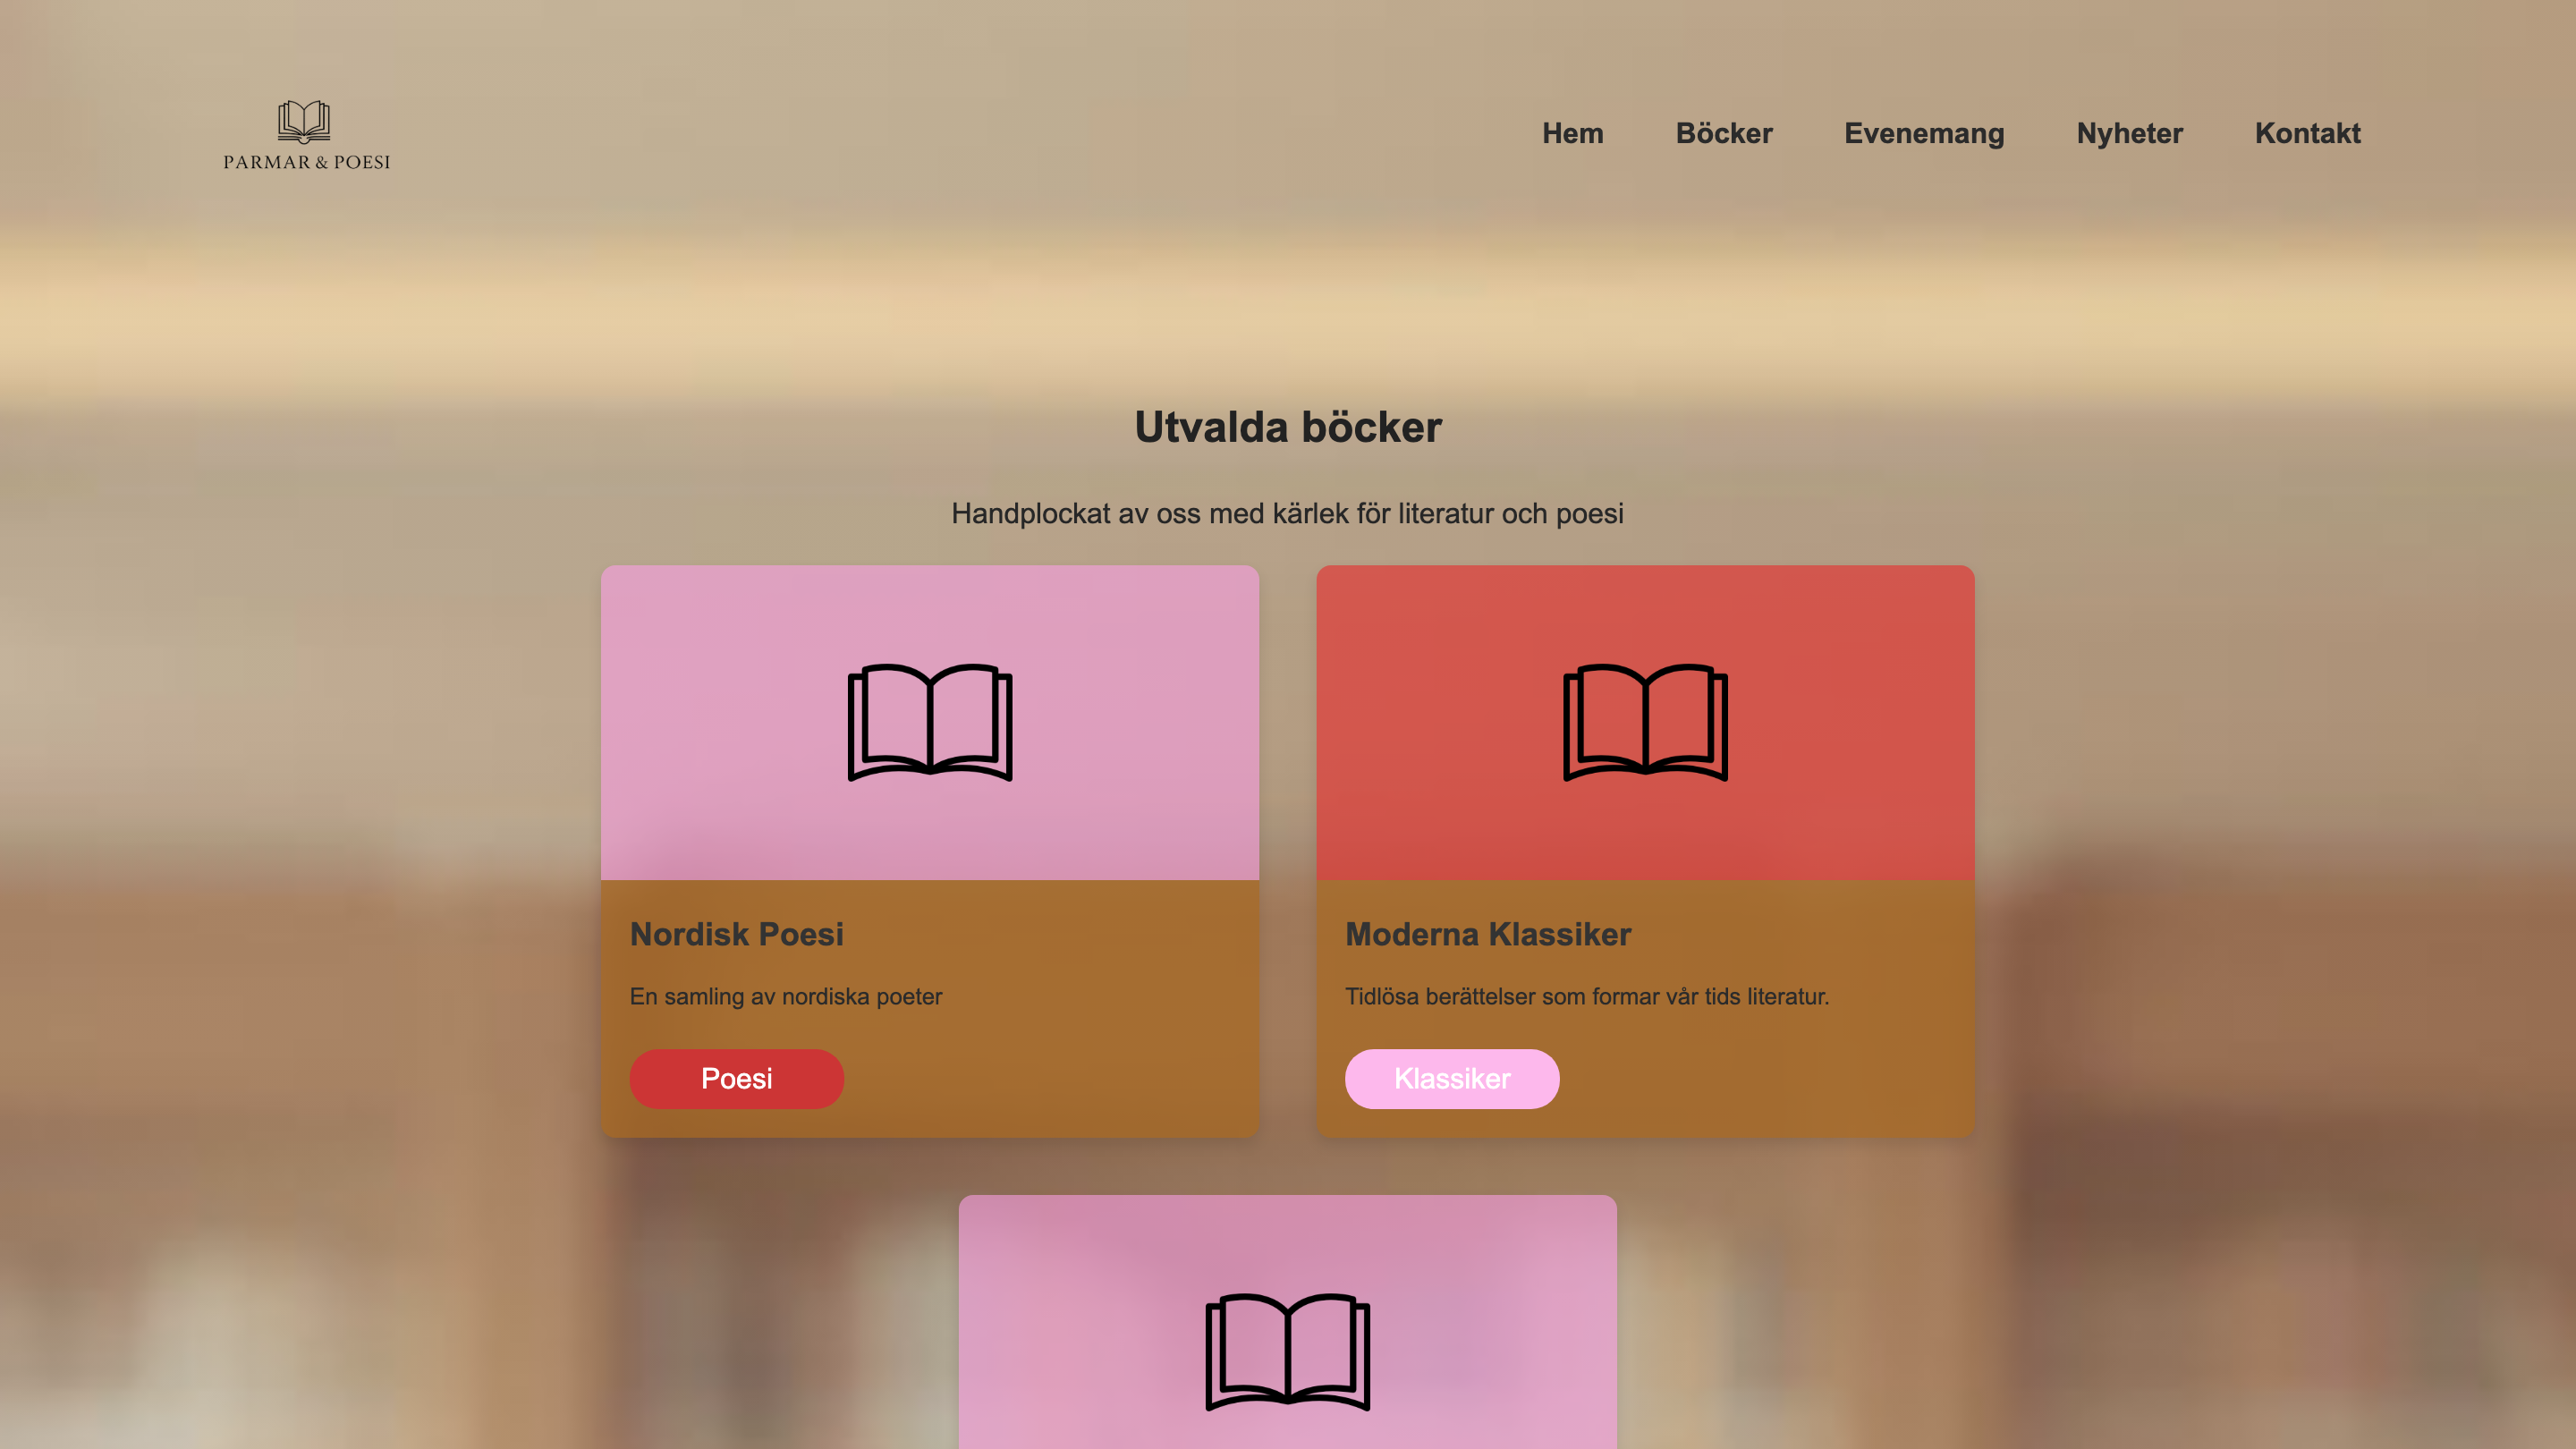 PARMAR & POESI
Hem Böcker Evenemang Nyheter Kontakt
Utvalda böcker
Handplockat av oss med kärlek för literatur och poesi
Nordisk Poesi
En samling av nordiska poeter
Poesi
Moderna Klassiker
Tidlösa berättelser som formar vår tids literatur.
Klassiker